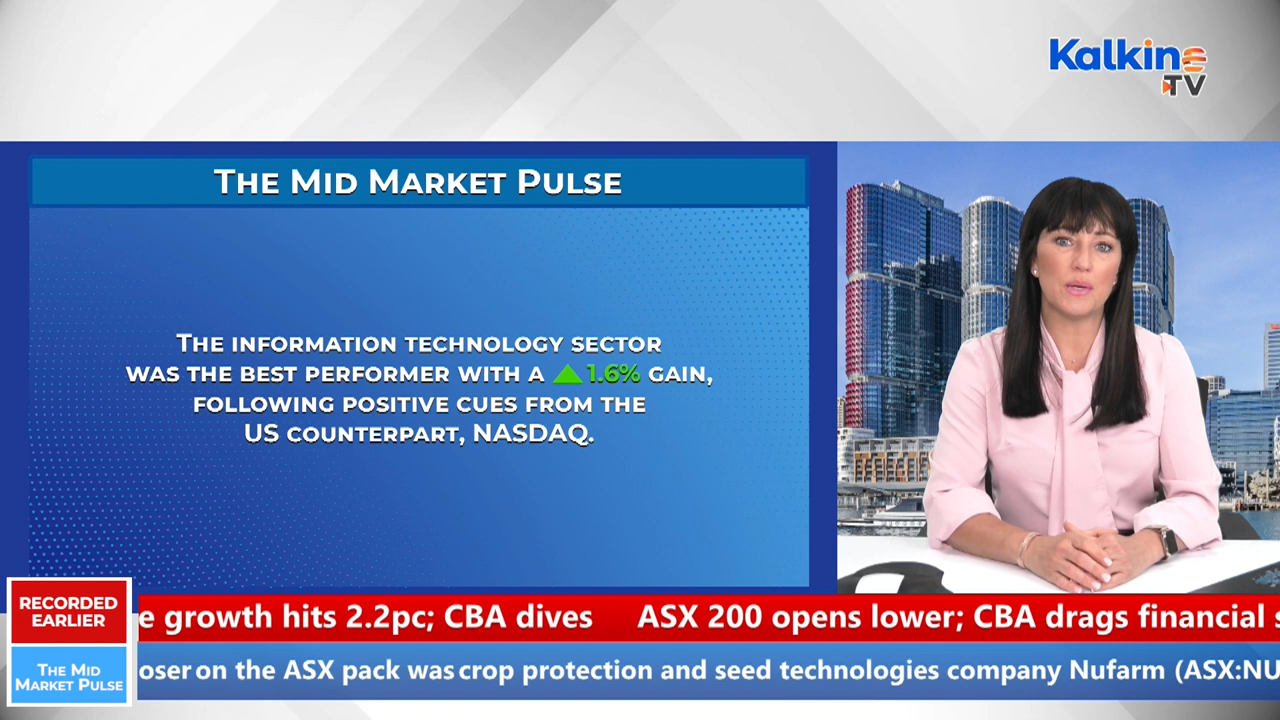 Kalkine
TV
THE MID MARKET PULSE
THE INFORMATION TECHNOLOGY SECTOR
WAS THE BEST PERFORMER WITH A ▲1.6% GAIN,
FOLLOWING POSITIVE CUES FROM THE
US COUNTERPART, NASDAQ.
RECORDED
EARLIER
e growth hits 2.2pc; CBA dives ASX 200 opens lower; CBA drags financial s
THE MID
MARKET PULSE
oser on the ASX pack was crop protection and seed technologies company Nufarm (ASX:NU